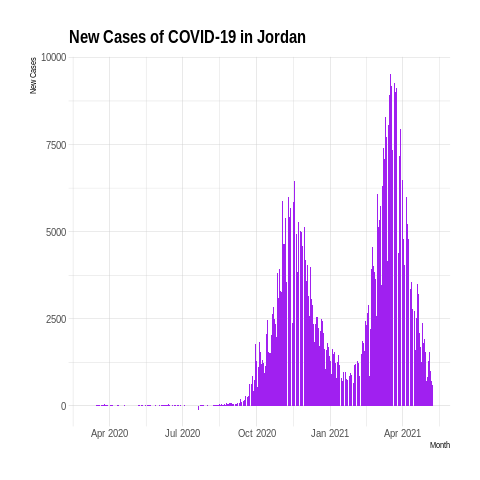 New Cases of COVID-19 in Jordan
New Cases
10000
7500
5000
2500
0
Apr 2020 Jul 2020 Oct 2020 Jan 2021 Apr 2021
Month